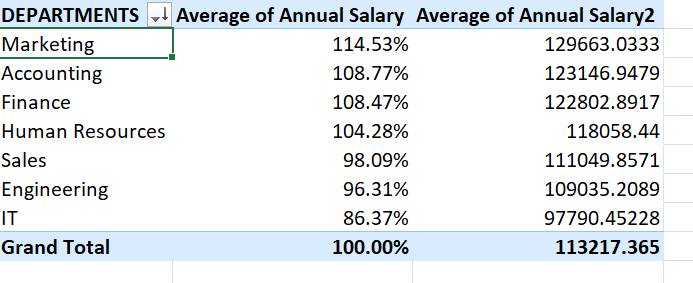 DEPARTMENTS Average of Annual Salary Average of Annual Salary2
Marketing 114.53% 129663.0333
Accounting 108.77% 123146.9479
Finance 108.47% 122802.8917
Human Resources 104.28% 118058.44
Sales 98.09% 111049.8571
Engineering 96.31% 109035.2089
IT 86.37% 97790.45228
Grand Total 100.00% 113217.365